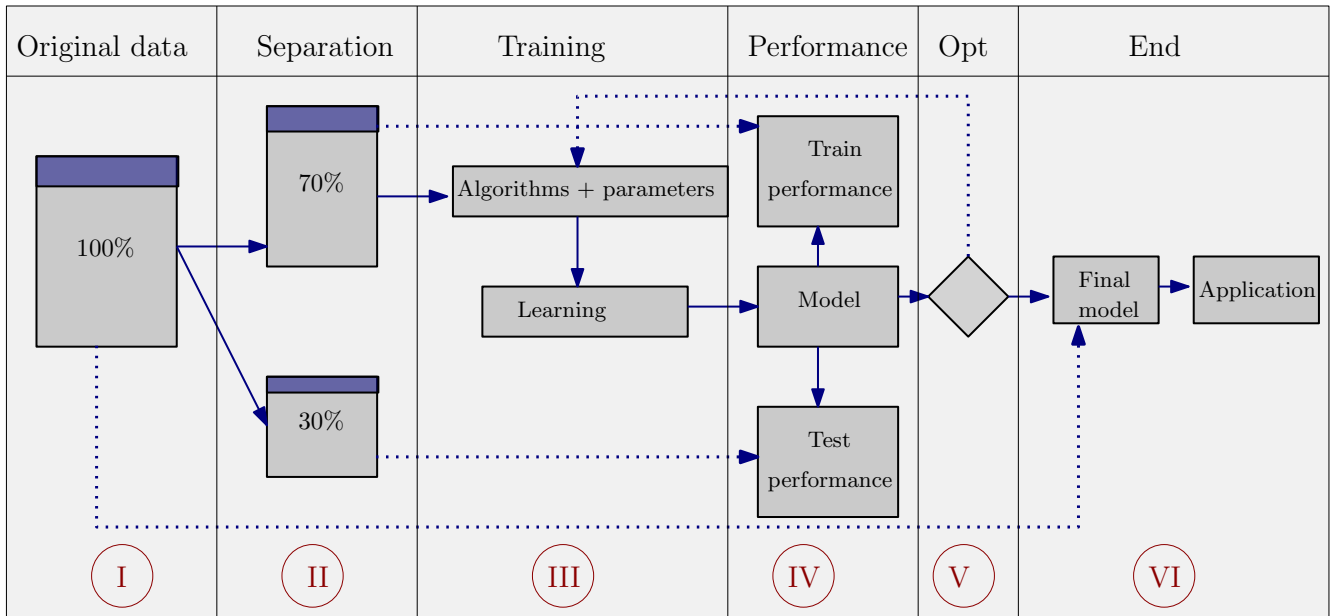 Original data
Separation
Training
Performance
Opt
End
100%
70%
30%
Algorithms + parameters
Learning
Train
performance
Model
Test
performance
Final
model
Application
I
II
III
IV
V
VI